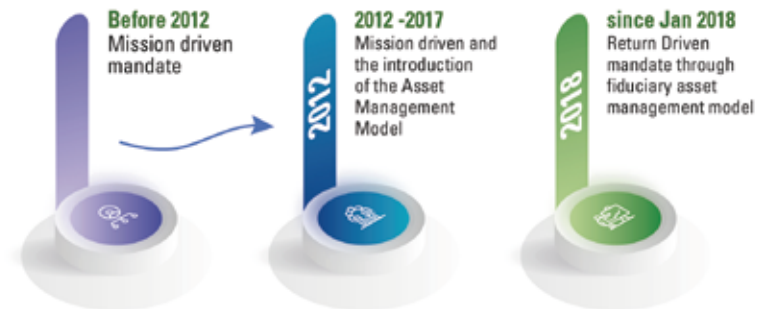 Before 2012
Mission driven
mandate
2012
2012 -2017
Mission driven and
the introduction
of the Asset
Management
Model
2018
since Jan 2018
Return Driven
mandate through
fiduciary asset
management model